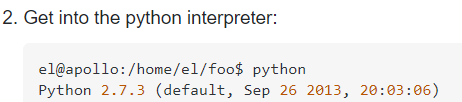 2. Get into the python interpreter:
el@apollo:/home/el/foo$ python
Python 2.7.3 (default, Sep 26 2013, 20:03:06)